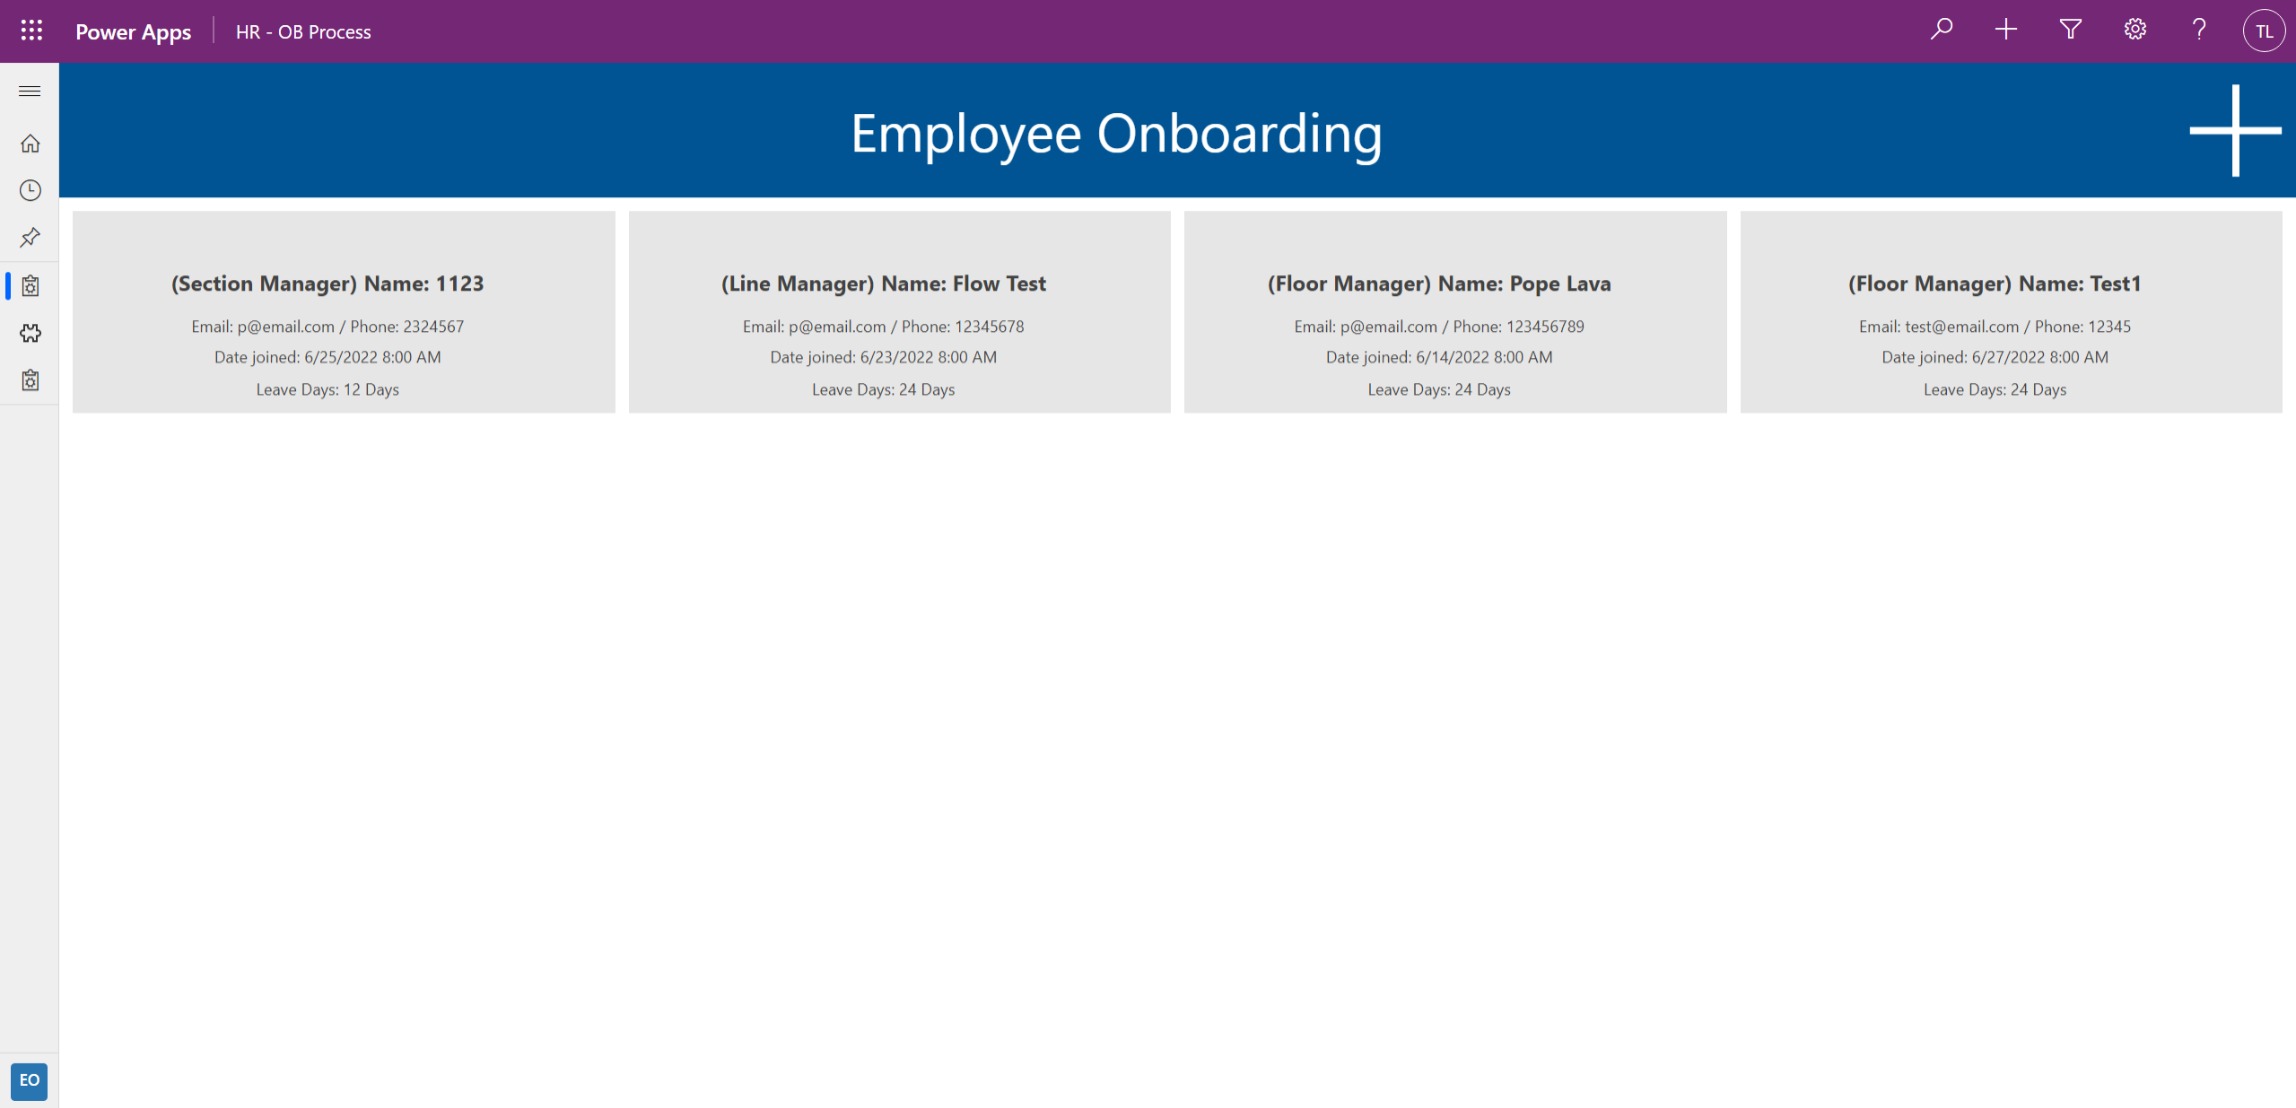 Power Apps
HR - OB Process
TL
Employee Onboarding
(Section Manager) Name: 1123
Email: p@email.com / Phone: 2324567
Date joined: 6/25/2022 8:00 AM
Leave Days: 12 Days
(Line Manager) Name: Flow Test
Email: p@email.com / Phone: 12345678
Date joined: 6/23/2022 8:00 AM
Leave Days: 24 Days
(Floor Manager) Name: Pope Lava
Email: p@email.com / Phone: 123456789
Date joined: 6/14/2022 8:00 AM
Leave Days: 24 Days
(Floor Manager) Name: Test1
Email: test@email.com / Phone: 12345
Date joined: 6/27/2022 8:00 AM
Leave Days: 24 Days
EO